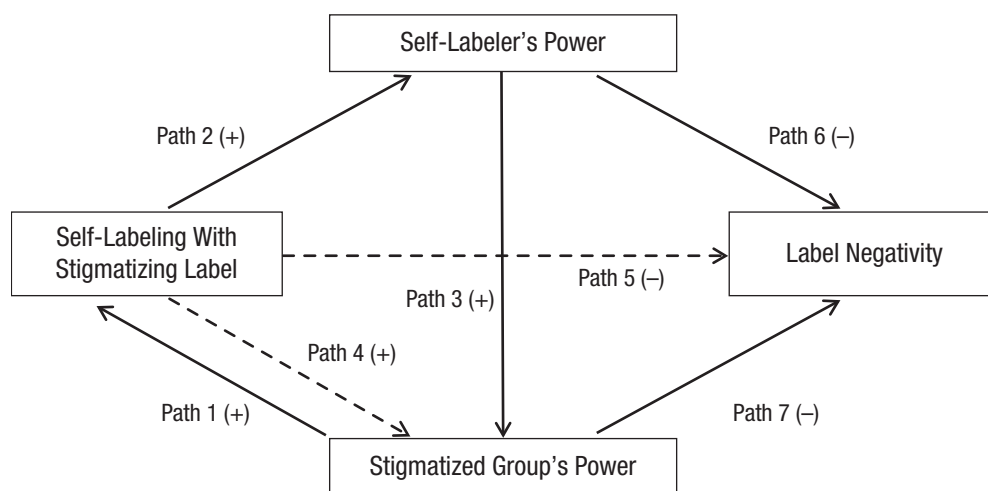 Self-Labeler’s Power
Path 2 (+)
Path 6 (–)
Self-Labeling With
Stigmatizing Label
Label Negativity
Path 5 (–)
Path 3 (+)
Path 4 (+)
Path 1 (+)
Path 7 (–)
Stigmatized Group’s Power